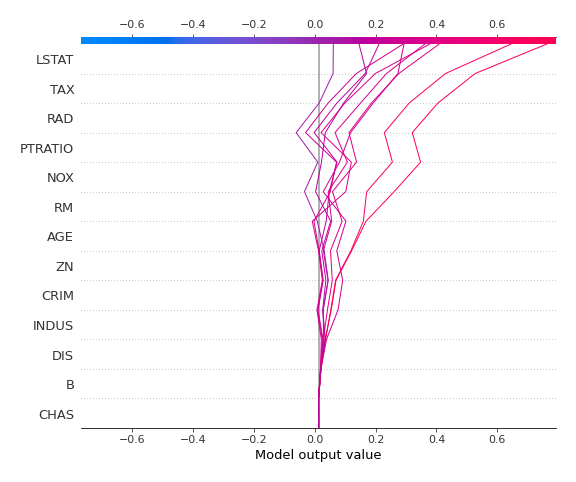 −0.6 −0.4 −0.2 0.0 0.2 0.4 0.6
LSTAT
TAX
RAD
PTRATIO
NOX
RM
AGE
ZN
CRIM
INDUS
DIS
B
CHAS
−0.6 −0.4 −0.2 0.0 0.2 0.4 0.6
Model output value